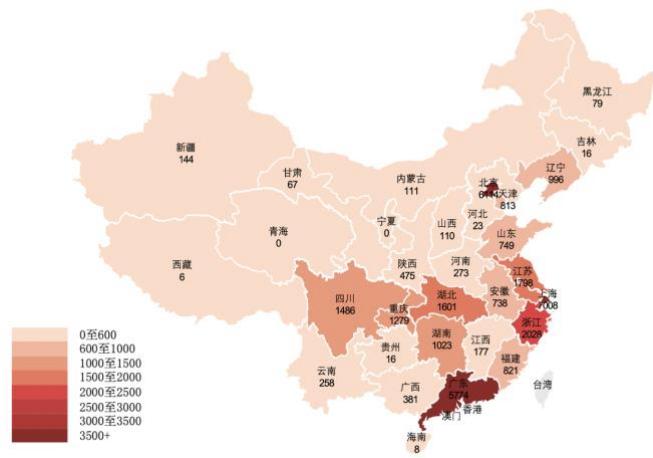 黑龙江
79
吉林
16
辽宁
996
新疆
144
甘肃
67
内蒙古
111
北京
天津
813
河北
23
宁夏
0
山西
110
青海
0
山东
749
西藏
6
陕西
475
河南
273
江苏
1798
四川
1486
重庆
1279
湖北
1601
安徽
738
上海
7008
浙江
2028
湖南
1023
江西
177
贵州
16
福建
821
云南
258
广西
381
广东
5774
台湾
香港
澳门
海南
8
0至600
600至1000
1000至1500
1500至2000
2000至2500
2500至3000
3000至3500
3500+